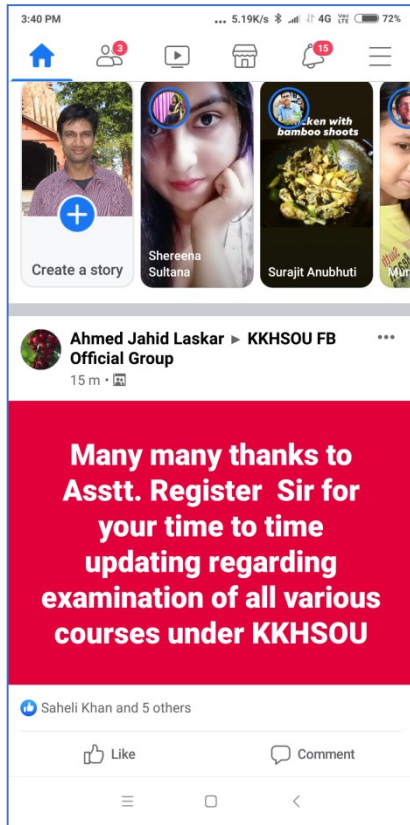 3:40 PM
... 5.19K/s 4G VoLTE 72%
3
15
Chicken with
bamboo shoots
Create a story
Shereena
Sultana
Surajit Anubhuti
Ahmed Jahid Laskar ▶ KKHSOU FB
Official Group
15 m •
Many many thanks to
Asstt. Register Sir for
your time to time
updating regarding
examination of all various
courses under KKHSOU
Saheli Khan and 5 others
Like
Comment